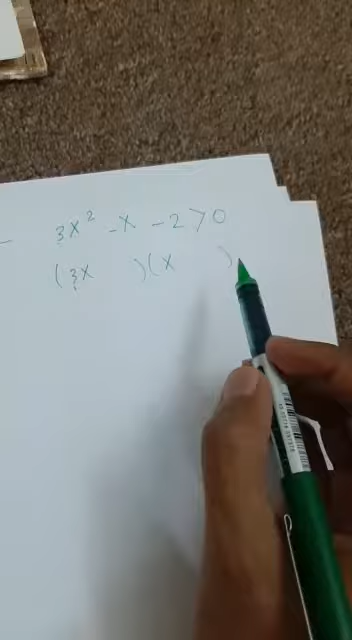 3x² - x - 2 > 0
(3x    )(x    )